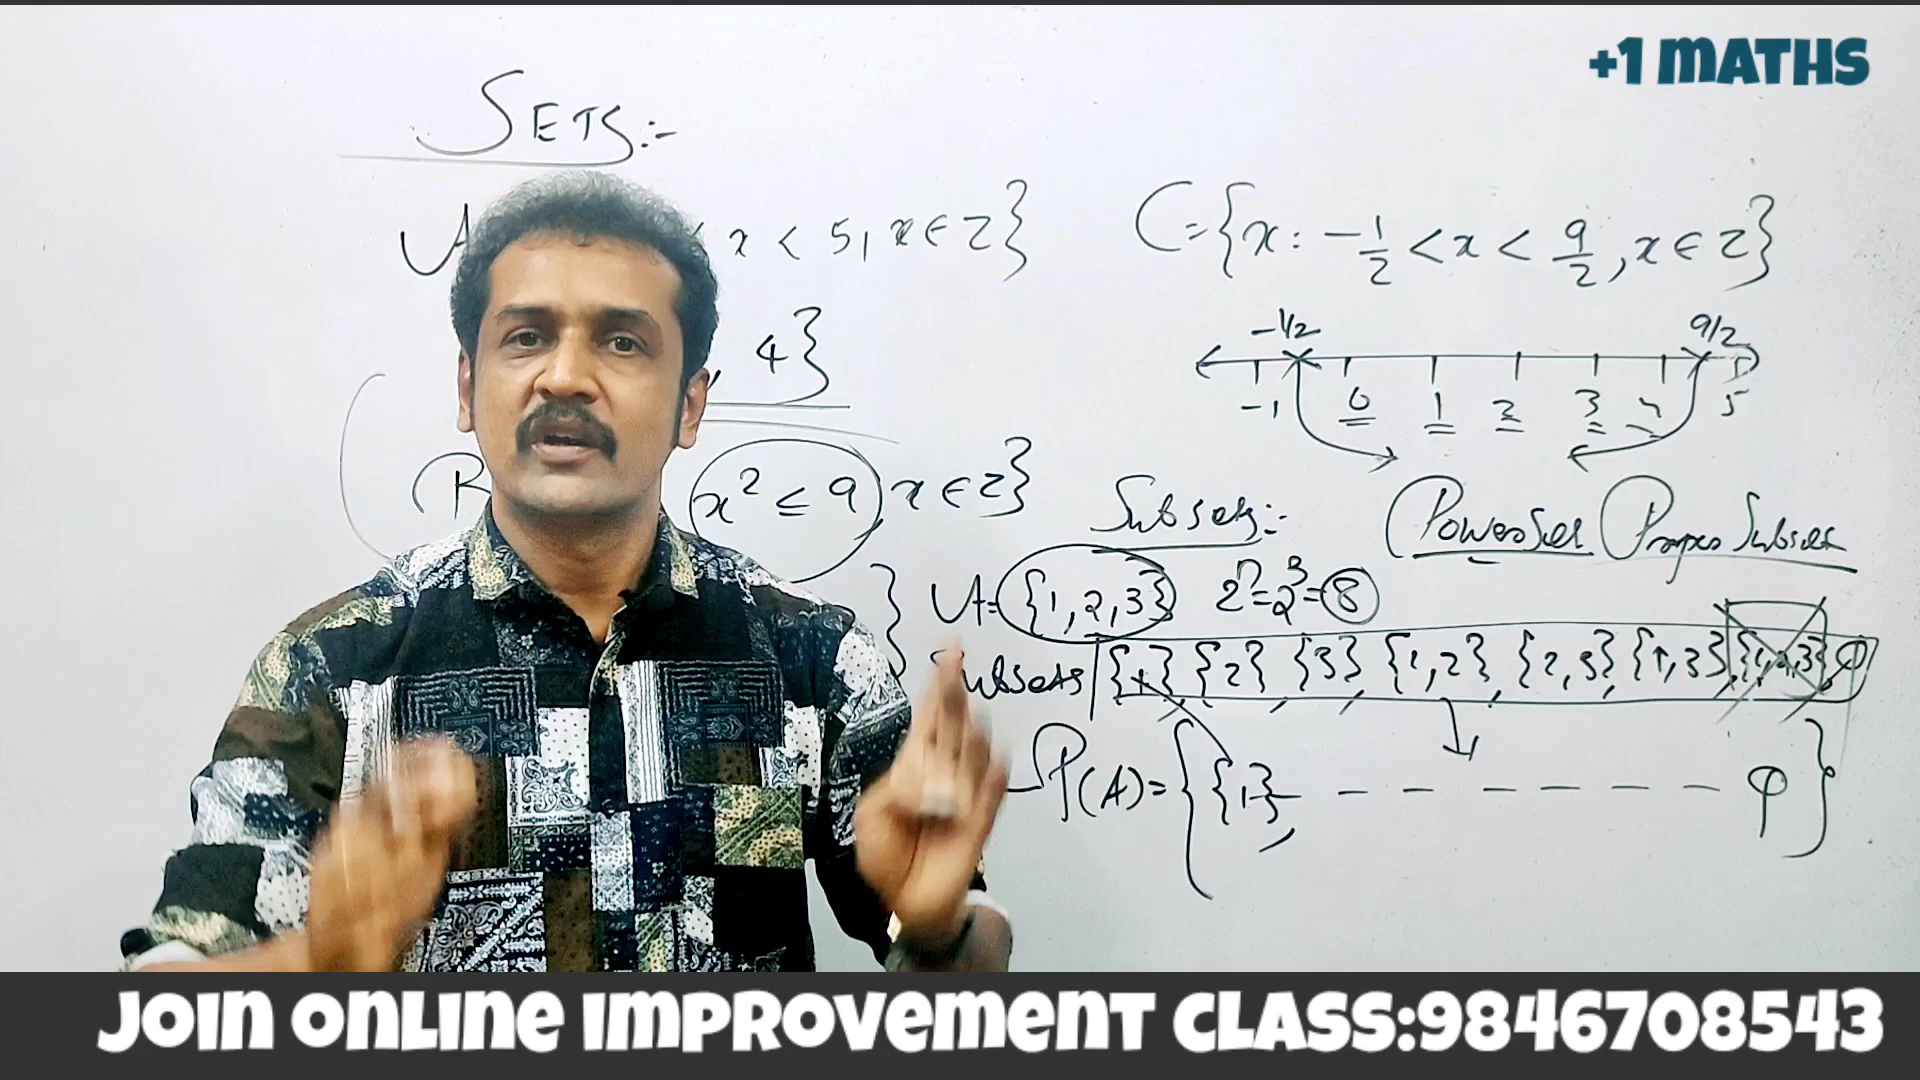 +1 MATHS
SETS:-
A < x < 5, x ∈ Z}
, 4}
x² ≤ 9, x ∈ Z}
}
C={x: -1/2 < x < 9/2, x ∈ Z}
-1/2 9/2
-1 0 1 2 3 4 5
Subsets:- Powerset Proper Subset
A={1,2,3} 2ⁿ=2³=8
Subsets {1} {2}, {3}, {1,2}, {2,3}, {1,3}, {1,2,3}, φ
P(A)={{1}, - - - - - - - φ}
JOIN ONLINE IMPROVEMENT CLASS:9846708543